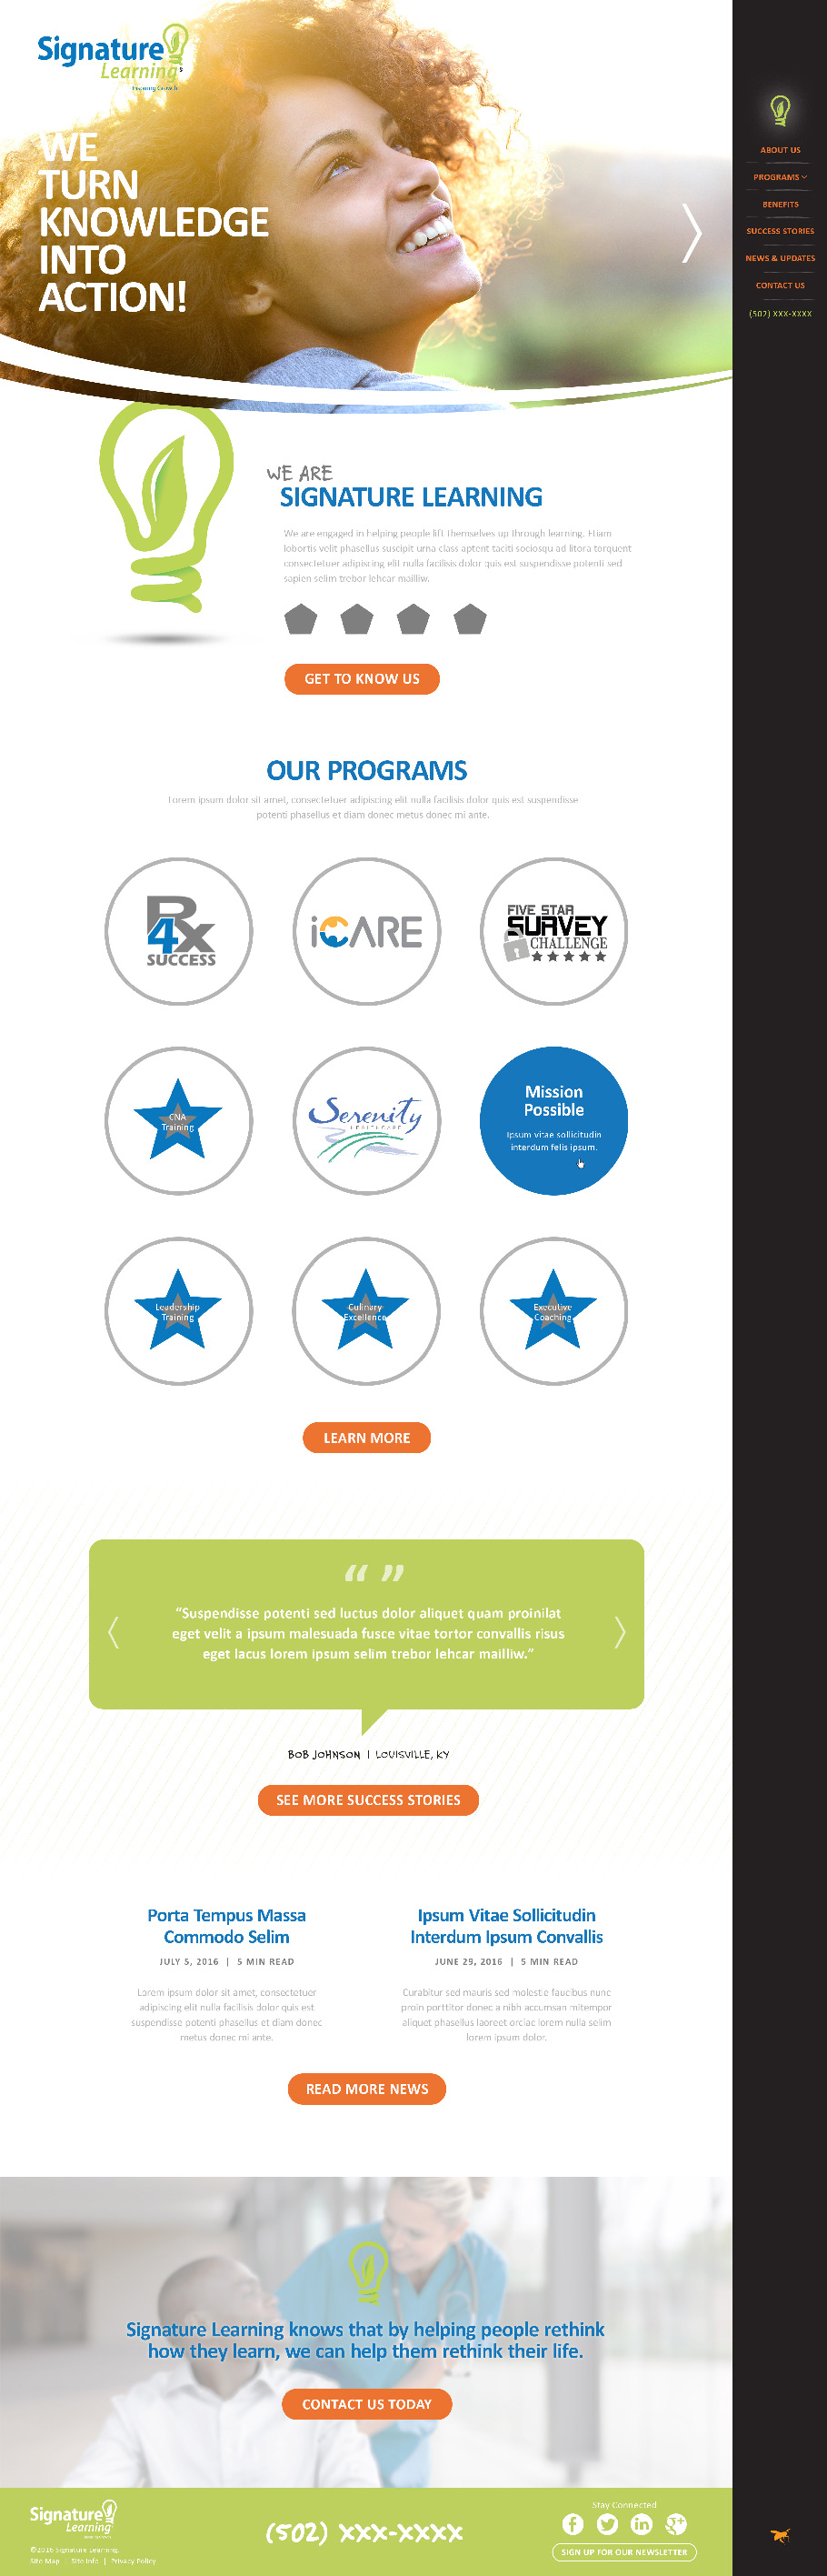 Signature
Learning
WE
TURN
KNOWLEDGE
INTO
ACTION!
ABOUT US
PROGRAMS
BENEFITS
SUCCESS STORIES
NEWS & UPDATES
CONTACT US
(502) XXX-XXXX
WE ARE
SIGNATURE LEARNING
We are engaged in helping people lift themselves up through learning. Etiam
lobortis velit phasellus suscipit urna class aptent taciti sociosqu ad litora torquent
consectetuer adipiscing elit nulla facilisis dolor quis est suspendisse potenti sed
sapien selim trebor lehcar mailliw.
GET TO KNOW US
OUR PROGRAMS
Lorem ipsum dolor sit amet, consectetuer adipiscing elit nulla facilisis dolor quis est suspendisse
potenti phasellus et diam donec metus donec mi ante.
Rx
4
SUCCESS
iCARE
FIVE STAR
SURVEY
CHALLENGE
CNA
Training
Serenity
HEALTHCARE
Mission
Possible
Ipsum vitae sollicitudin
interdum felis ipsum.
Leadership
Training
Culinary
Excellence
Executive
Coaching
LEARN MORE
“ ”
“Suspendisse potenti sed luctus dolor aliquet quam proinilat
eget velit a ipsum malesuada fusce vitae tortor convallis risus
eget lacus lorem ipsum selim trebor lehcar mailliw.”
BOB JOHNSON | LOUISVILLE, KY
SEE MORE SUCCESS STORIES
Porta Tempus Massa
Commodo Selim
JULY 5, 2016 | 5 MIN READ
Lorem ipsum dolor sit amet, consectetuer
adipiscing elit nulla facilisis dolor quis est
suspendisse potenti phasellus et diam donec
metus donec mi ante.
Ipsum Vitae Sollicitudin
Interdum Ipsum Convallis
JUNE 29, 2016 | 5 MIN READ
Curabitur sed mauris sed molestie faucibus nunc
proin porttitor donec a nibh accumsan mitempor
aliquet phasellus laoreet orciac lorem nulla selim
lorem ipsum dolor.
READ MORE NEWS
Signature Learning knows that by helping people rethink
how they learn, we can help them rethink their life.
CONTACT US TODAY
Signature
Learning
©2016 Signature Learning.
Site Map | Site Info | Privacy Policy
(502) XXX-XXXX
Stay Connected
SIGN UP FOR OUR NEWSLETTER